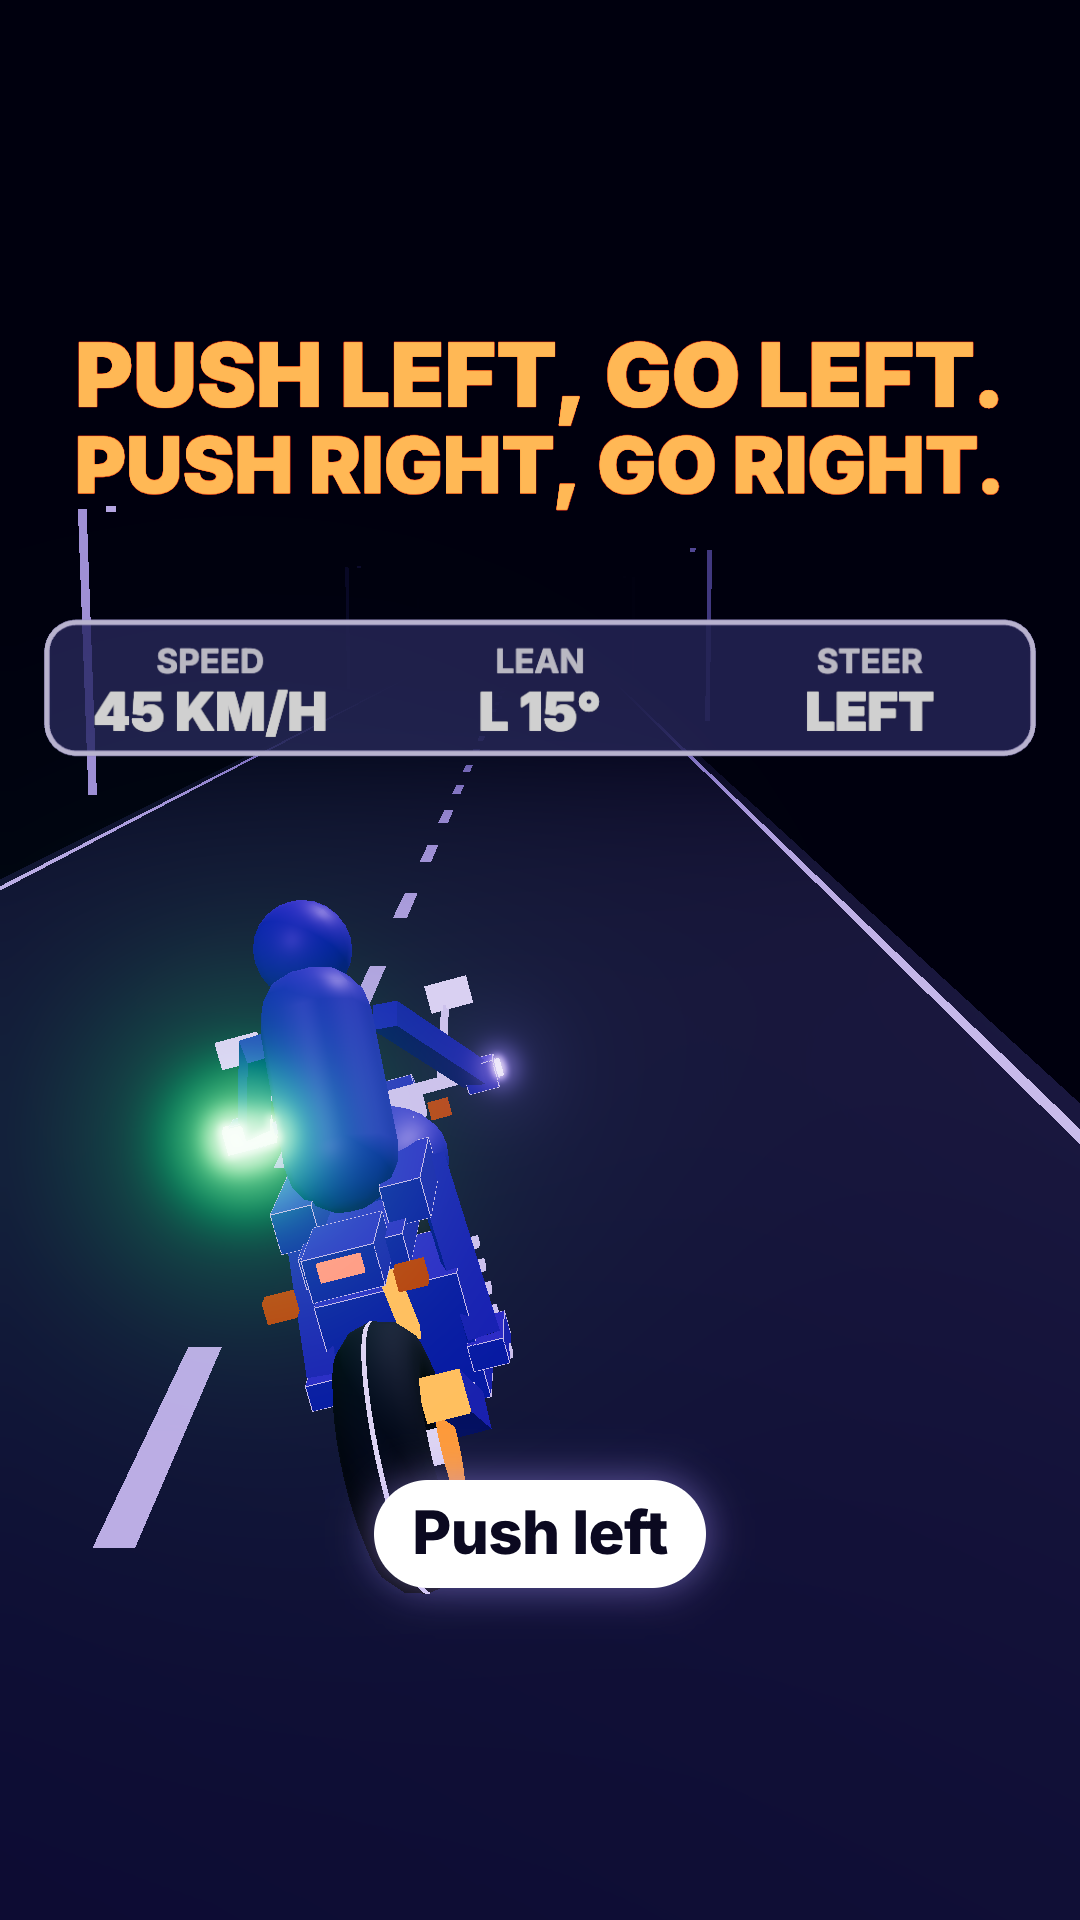 PUSH LEFT, GO LEFT.
PUSH RIGHT, GO RIGHT.
SPEED LEAN STEER
45 KM/H L 15° LEFT
Push left